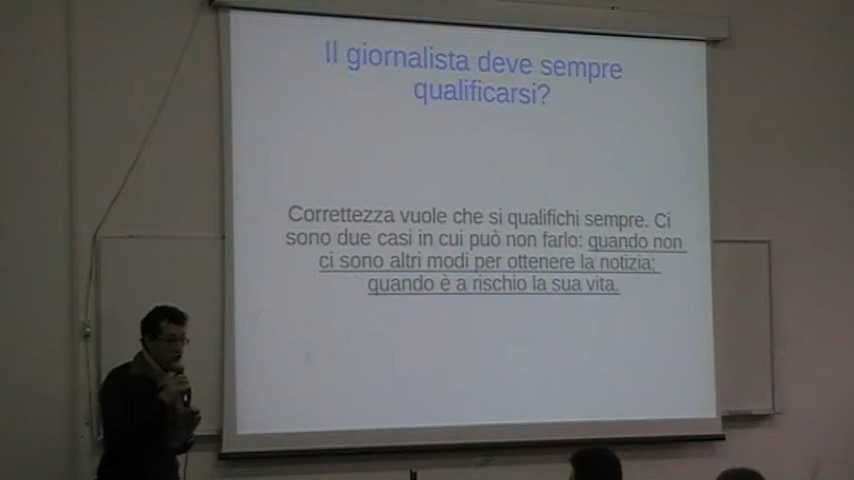 Il giornalista deve sempre
qualificarsi?
Correttezza vuole che si qualifichi sempre. Ci
sono due casi in cui può non farlo: quando non
ci sono altri modi per ottenere la notizia;
quando è a rischio la sua vita.